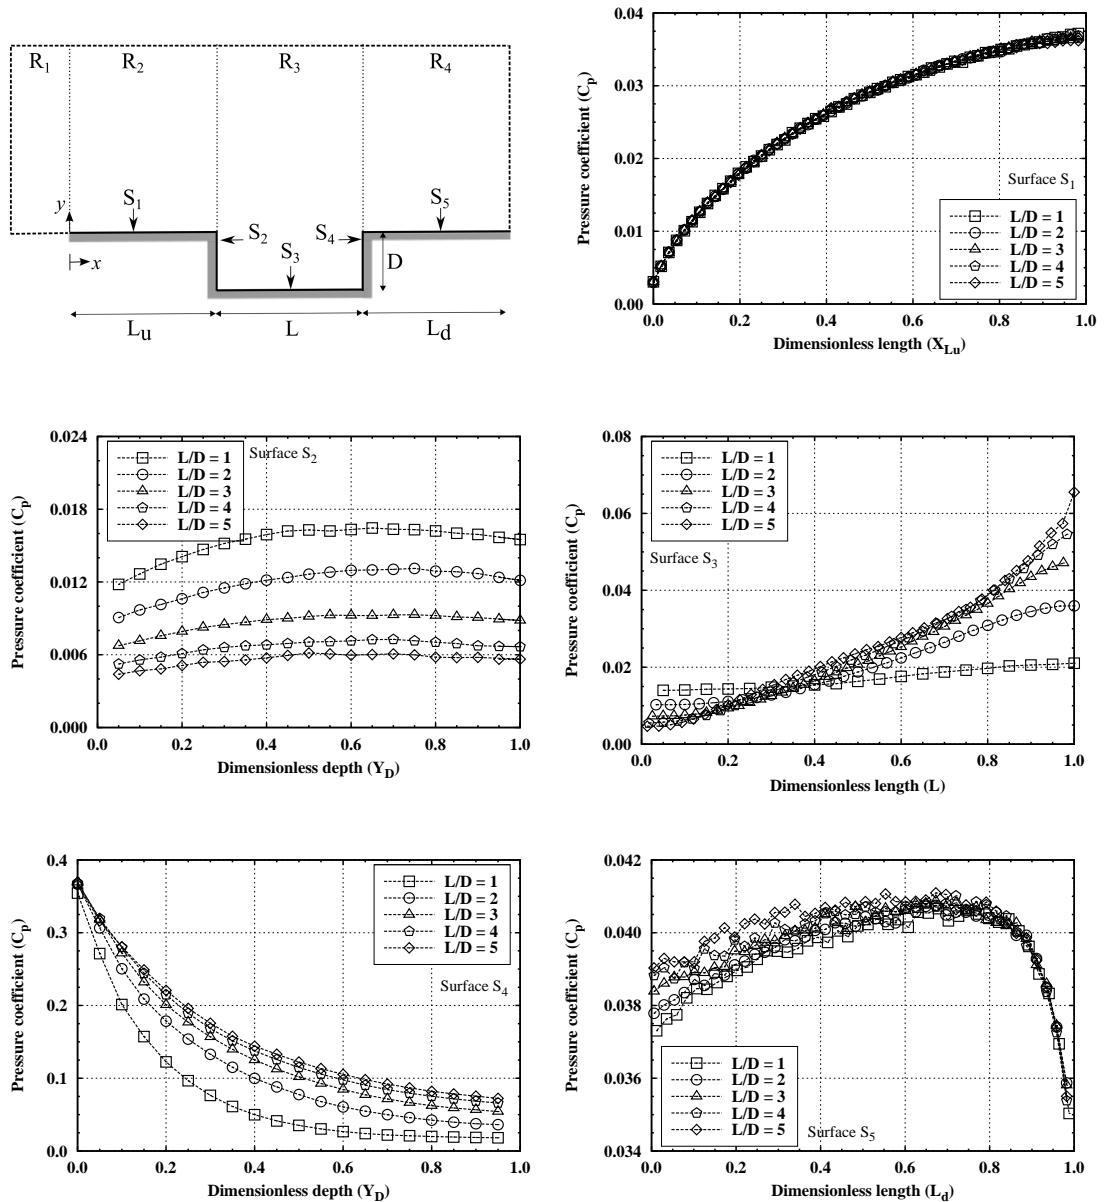 R1 R2 R3 R4
y
S1 S5
S2 S4
S3
x
D
Lu L Ld
Pressure coefficient (Cp)
0.04
0.03
0.02
0.01
0.00
0.0 0.2 0.4 0.6 0.8 1.0
Dimensionless length (XLu)
Surface S1
L/D = 1
L/D = 2
L/D = 3
L/D = 4
L/D = 5
Pressure coefficient (Cp)
0.024
0.018
0.012
0.006
0.000
0.0 0.2 0.4 0.6 0.8 1.0
Dimensionless depth (YD)
Surface S2
L/D = 1
L/D = 2
L/D = 3
L/D = 4
L/D = 5
Pressure coefficient (Cp)
0.08
0.06
0.04
0.02
0.00
0.0 0.2 0.4 0.6 0.8 1.0
Dimensionless length (L)
L/D = 1
L/D = 2
L/D = 3
L/D = 4
L/D = 5
Surface S3
Pressure coefficient (Cp)
0.4
0.3
0.2
0.1
0.0
0.0 0.2 0.4 0.6 0.8 1.0
Dimensionless depth (YD)
L/D = 1
L/D = 2
L/D = 3
L/D = 4
L/D = 5
Surface S4
Pressure coefficient (Cp)
0.042
0.040
0.038
0.036
0.034
0.0 0.2 0.4 0.6 0.8 1.0
Dimensionless length (Ld)
L/D = 1
L/D = 2
L/D = 3
L/D = 4
L/D = 5
Surface S5